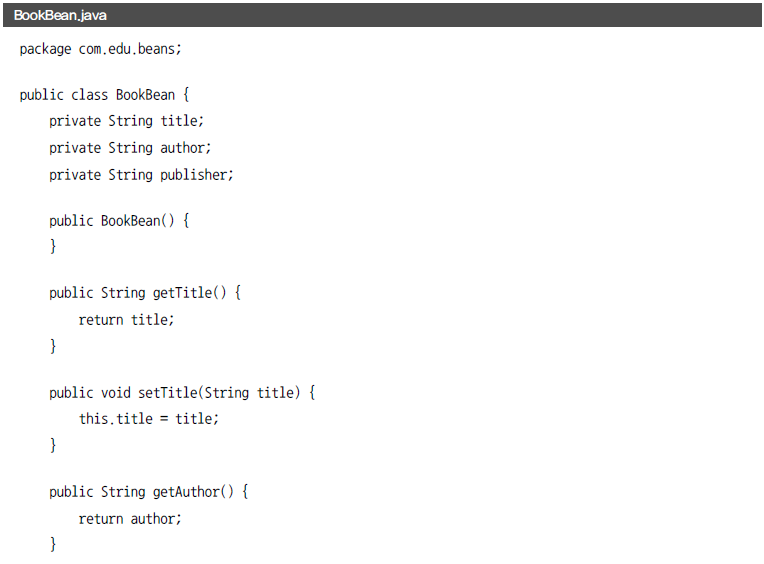 BookBean.java
package com.edu.beans;
public class BookBean {
private String title;
private String author;
private String publisher;
public BookBean() {
}
public String getTitle() {
return title;
}
public void setTitle(String title) {
this.title = title;
}
public String getAuthor() {
return author;
}